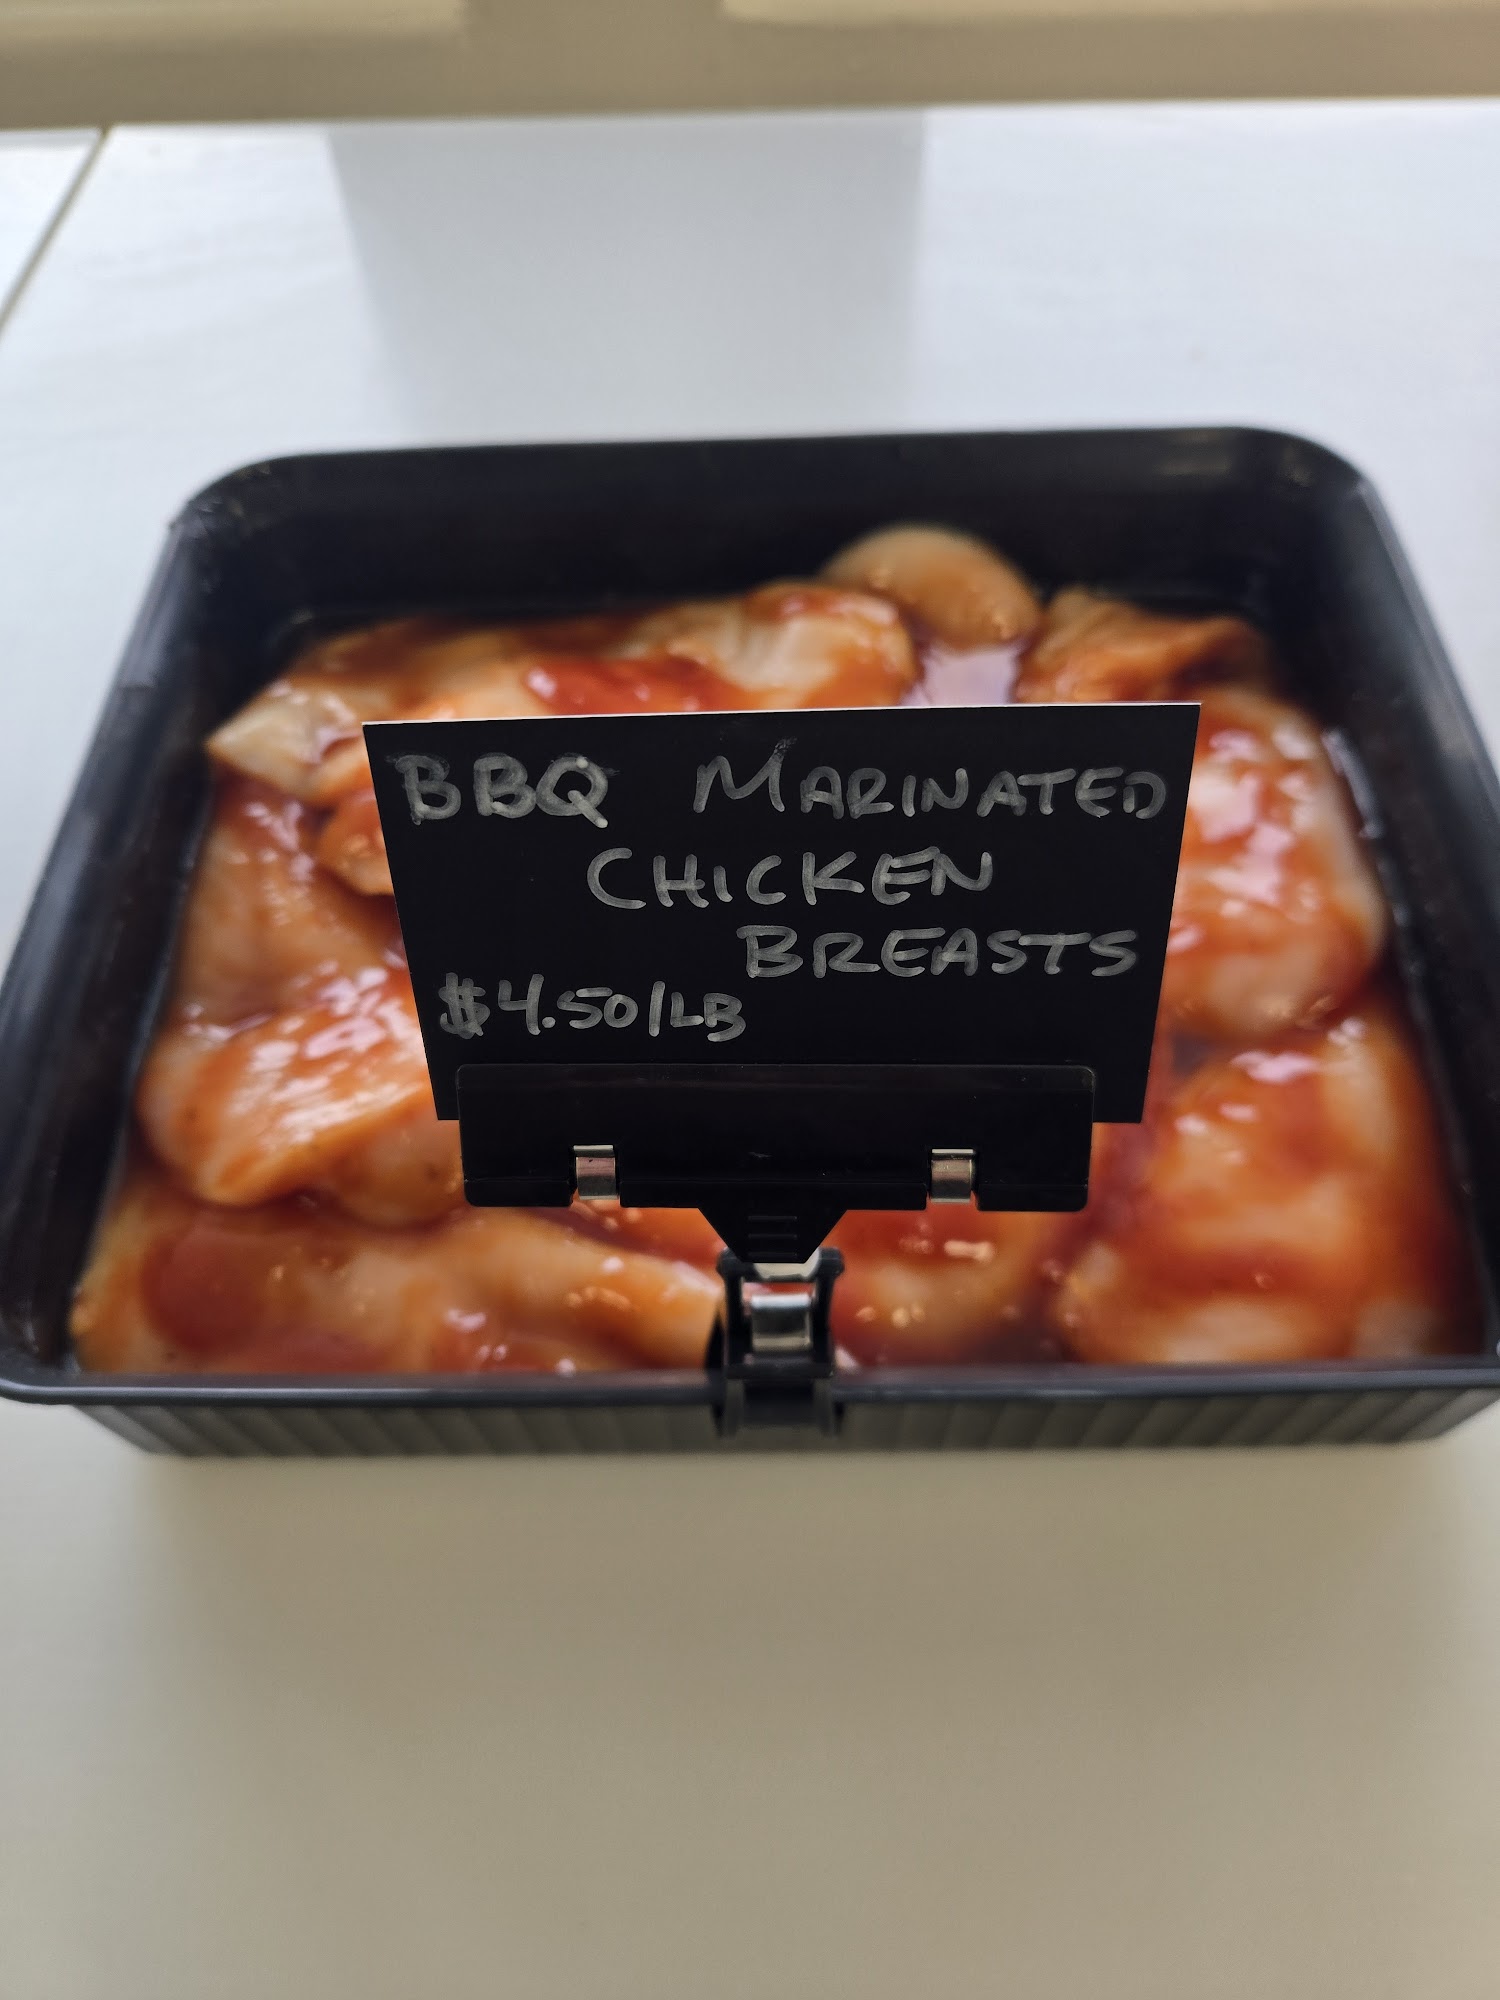 BBQ MARINATED
CHICKEN
BREASTS
$4.50/LB